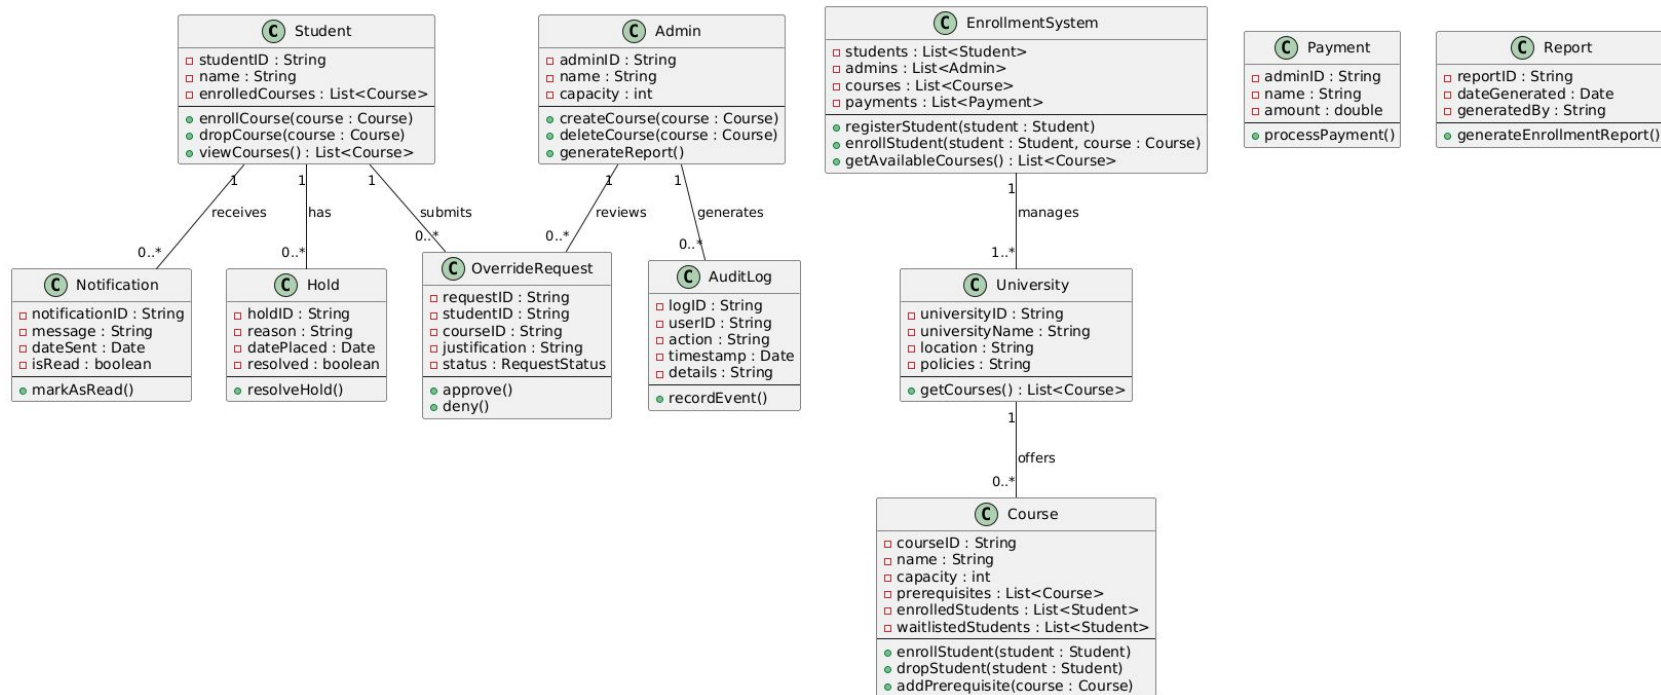 C Student
studentID : String
name : String
enrolledCourses : List<Course>
enrollCourse(course : Course)
dropCourse(course : Course)
viewCourses() : List<Course>
C Admin
adminID : String
name : String
capacity : int
createCourse(course : Course)
deleteCourse(course : Course)
generateReport()
C EnrollmentSystem
students : List<Student>
admins : List<Admin>
courses : List<Course>
payments : List<Payment>
registerStudent(student : Student)
enrollStudent(student : Student, course : Course)
getAvailableCourses() : List<Course>
C Payment
adminID : String
name : String
amount : double
processPayment()
C Report
reportID : String
dateGenerated : Date
generatedBy : String
generateEnrollmentReport()
1
receives
0..*
1
has
0..*
1
submits
0..*
1
reviews
0..*
1
generates
0..*
1
manages
1..*
C Notification
notificationID : String
message : String
dateSent : Date
isRead : boolean
markAsRead()
C Hold
holdID : String
reason : String
datePlaced : Date
resolved : boolean
resolveHold()
C OverrideRequest
requestID : String
studentID : String
courseID : String
justification : String
status : RequestStatus
approve()
deny()
C AuditLog
logID : String
userID : String
action : String
timestamp : Date
details : String
recordEvent()
C University
universityID : String
universityName : String
location : String
policies : String
getCourses() : List<Course>
1
offers
0..*
C Course
courseID : String
name : String
capacity : int
prerequisites : List<Course>
enrolledStudents : List<Student>
waitlistedStudents : List<Student>
enrollStudent(student : Student)
dropStudent(student : Student)
addPrerequisite(course : Course)